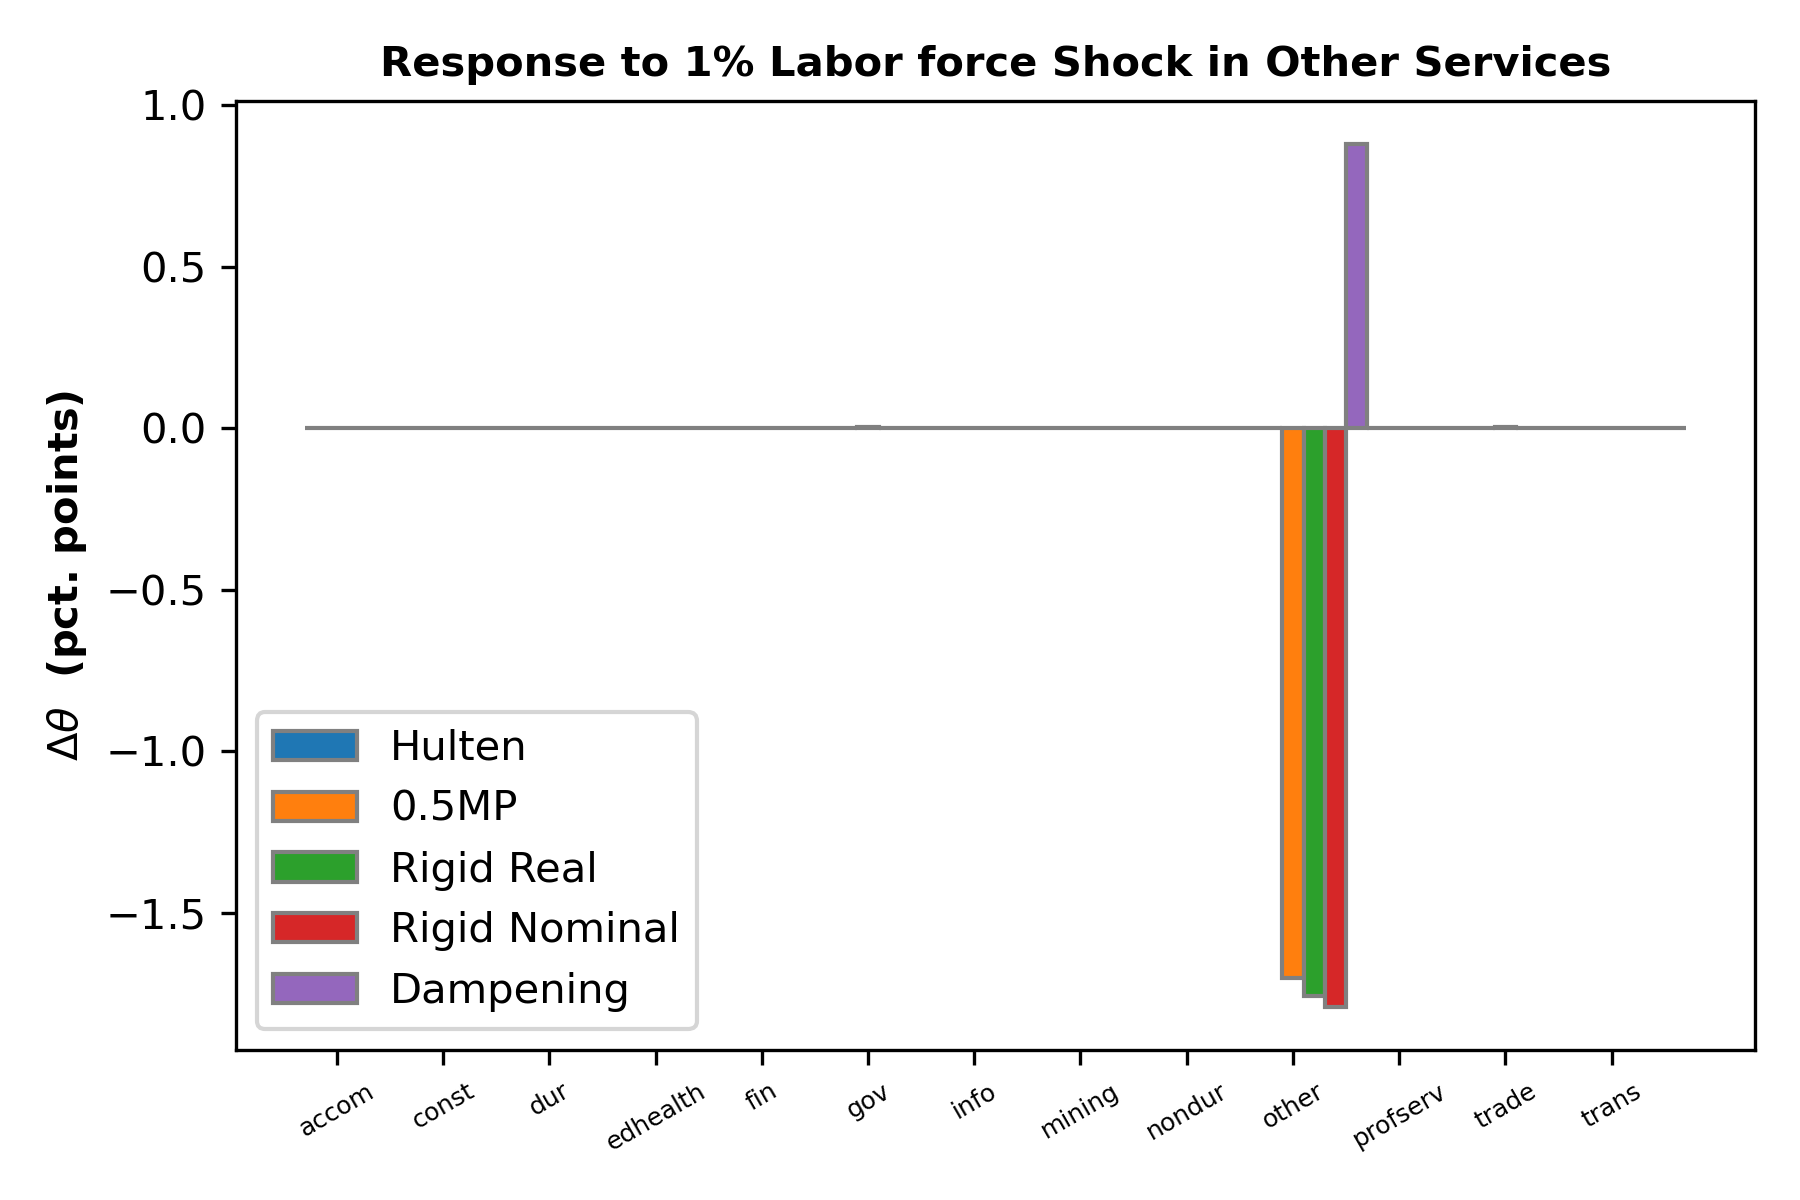 Response to 1% Labor force Shock in Other Services
Δθ (pct. points)
1.0
0.5
0.0
−0.5
−1.0
−1.5
Hulten
0.5MP
Rigid Real
Rigid Nominal
Dampening
accom const dur edhealth fin gov info mining nondur other profserv trade trans